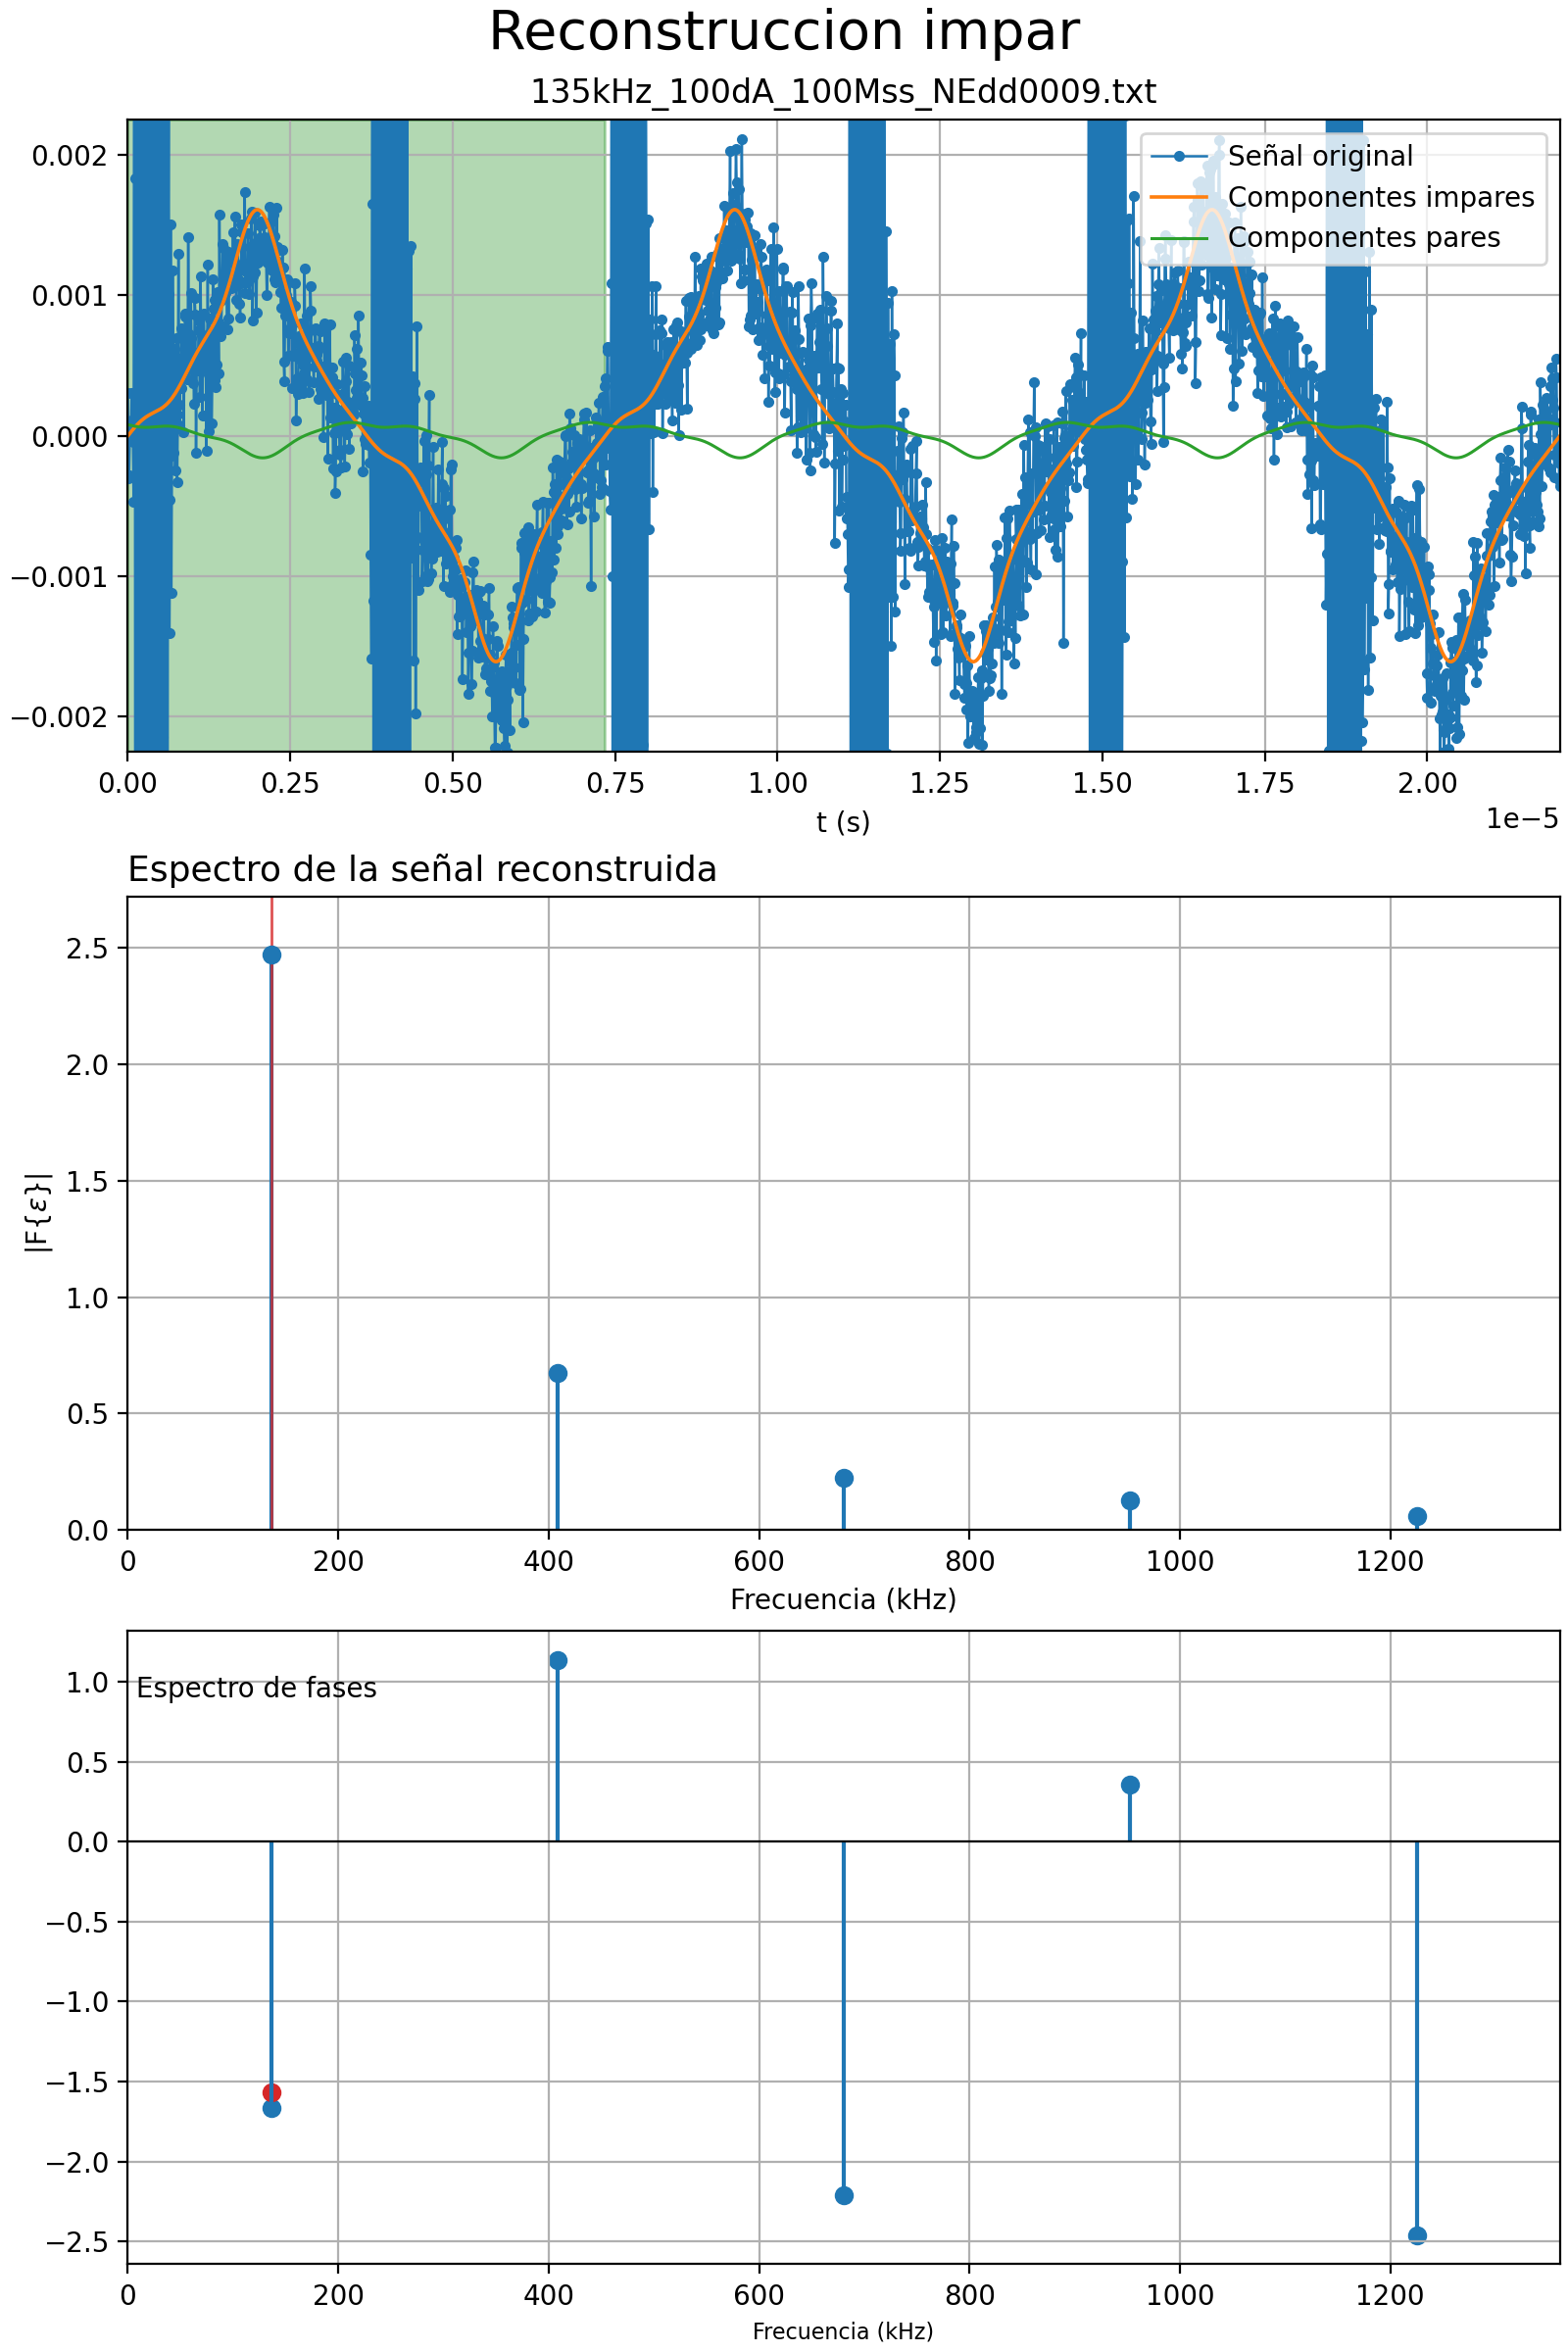 Reconstruccion impar
135kHz_100dA_100Mss_NEdd0009.txt
0.002
0.001
0.000
−0.001
−0.002
Señal original
Componentes impares
Componentes pares
0.00 0.25 0.50 0.75 1.00 1.25 1.50 1.75 2.00
1e−5
t (s)
Espectro de la señal reconstruida
2.5
2.0
1.5
1.0
0.5
0.0
|F{ε}|
0 200 400 600 800 1000 1200
Frecuencia (kHz)
Espectro de fases
1.0
0.5
0.0
−0.5
−1.0
−1.5
−2.0
−2.5
0 200 400 600 800 1000 1200
Frecuencia (kHz)